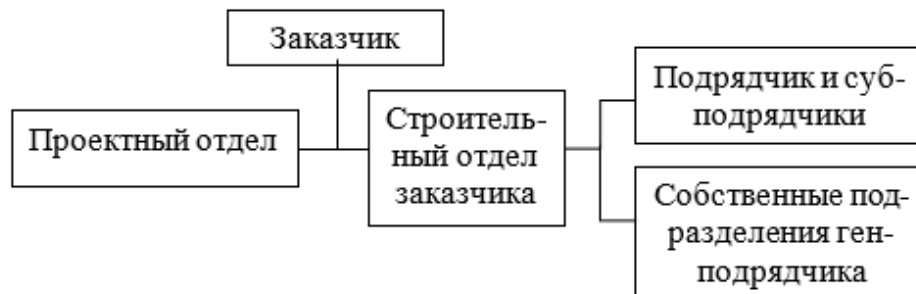 Заказчик
Проектный отдел
Строитель-
ный отдел
заказчика
Подрядчик и суб-
подрядчики
Собственные под-
разделения ген-
подрядчика